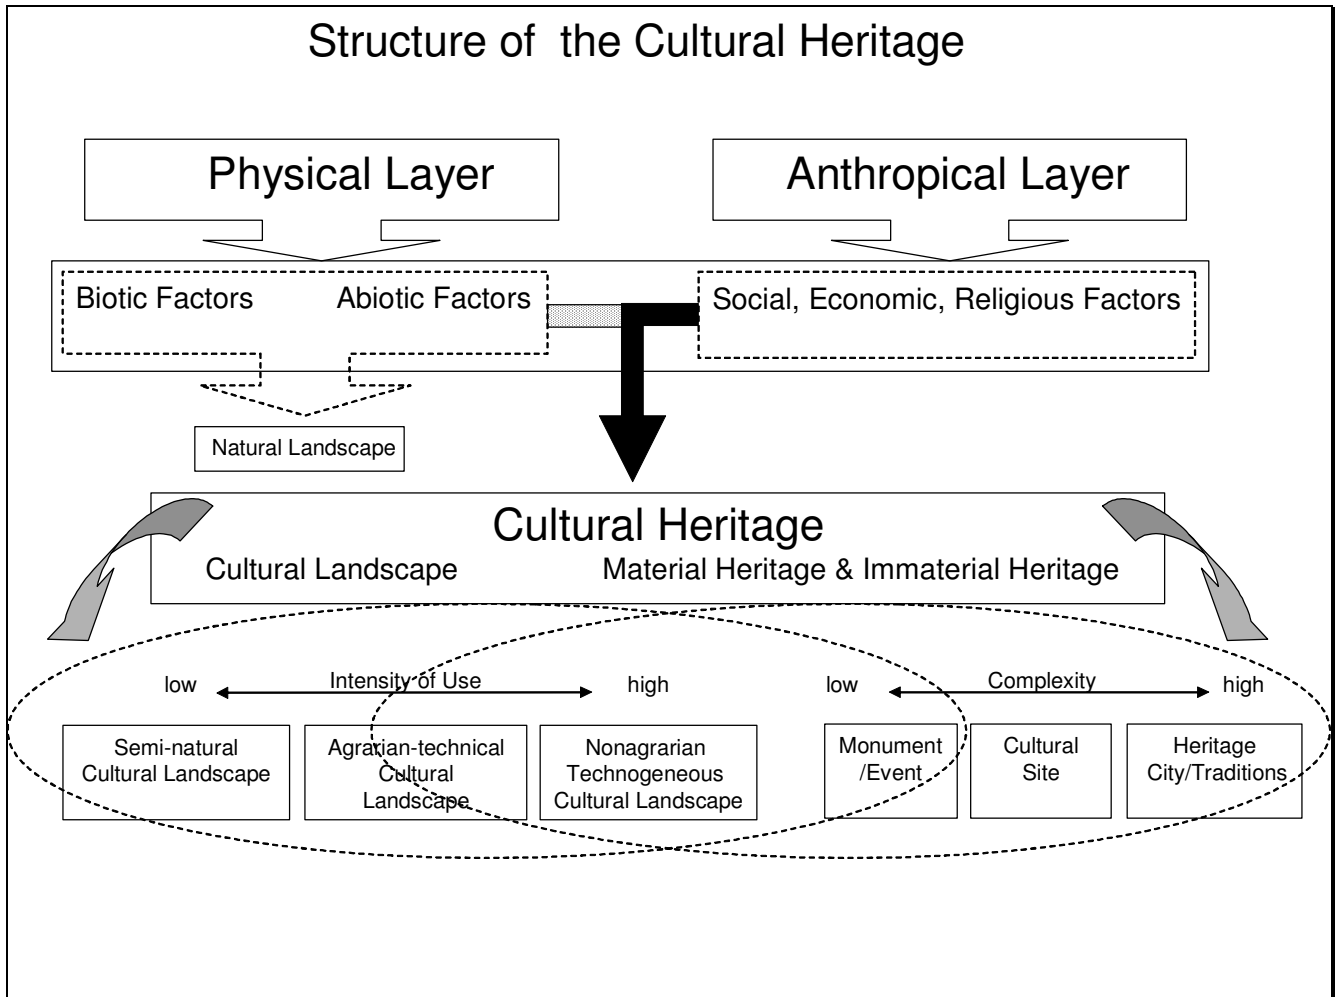 Structure of the Cultural Heritage
Physical Layer
Anthropical Layer
Biotic Factors
Abiotic Factors
Social, Economic, Religious Factors
Natural Landscape
Cultural Heritage
Cultural Landscape
Material Heritage & Immaterial Heritage
low
Intensity of Use
high
low
Complexity
high
Semi-natural
Cultural Landscape
Agrarian-technical
Cultural
Landscape
Nonagrarian
Technogeneous
Cultural Landscape
Monument
/Event
Cultural
Site
Heritage
City/Traditions